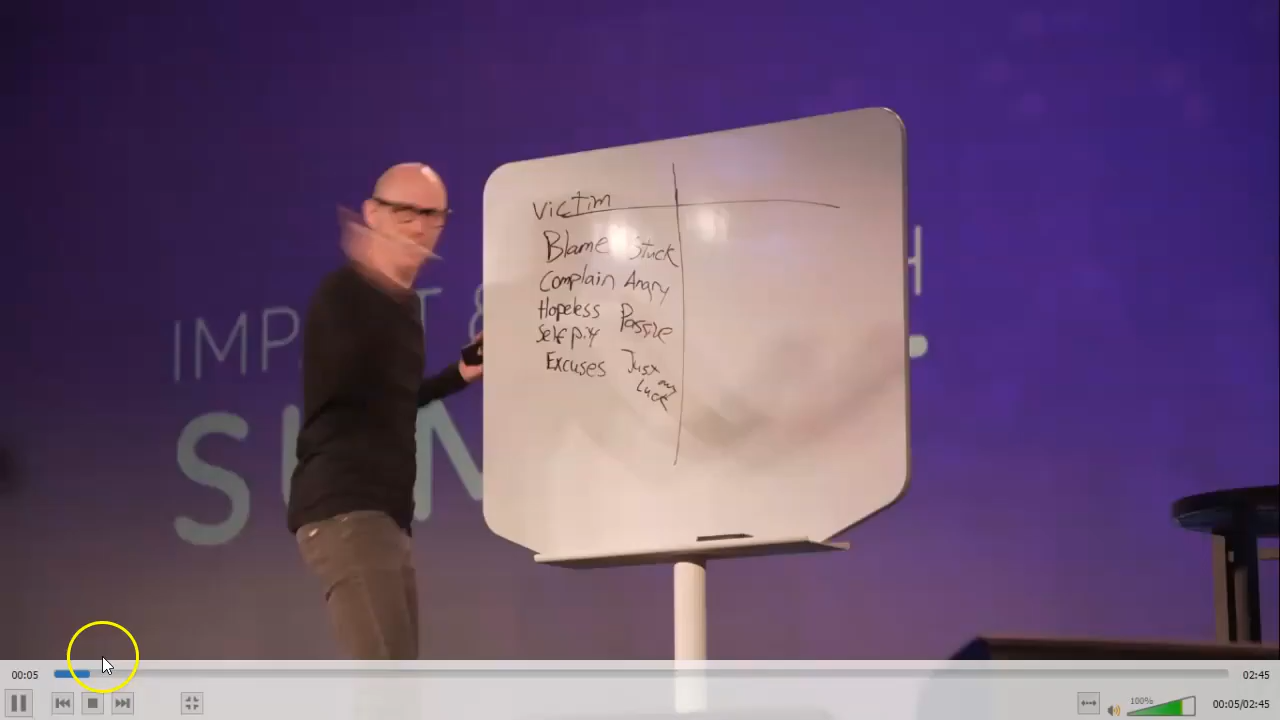 Victim
Blame Stuck
Complain Angry
Hopeless Passive
Self pity
Excuses Just my luck
IMP
&
H
SUM
00:05
02:45
100%
00:05/02:45